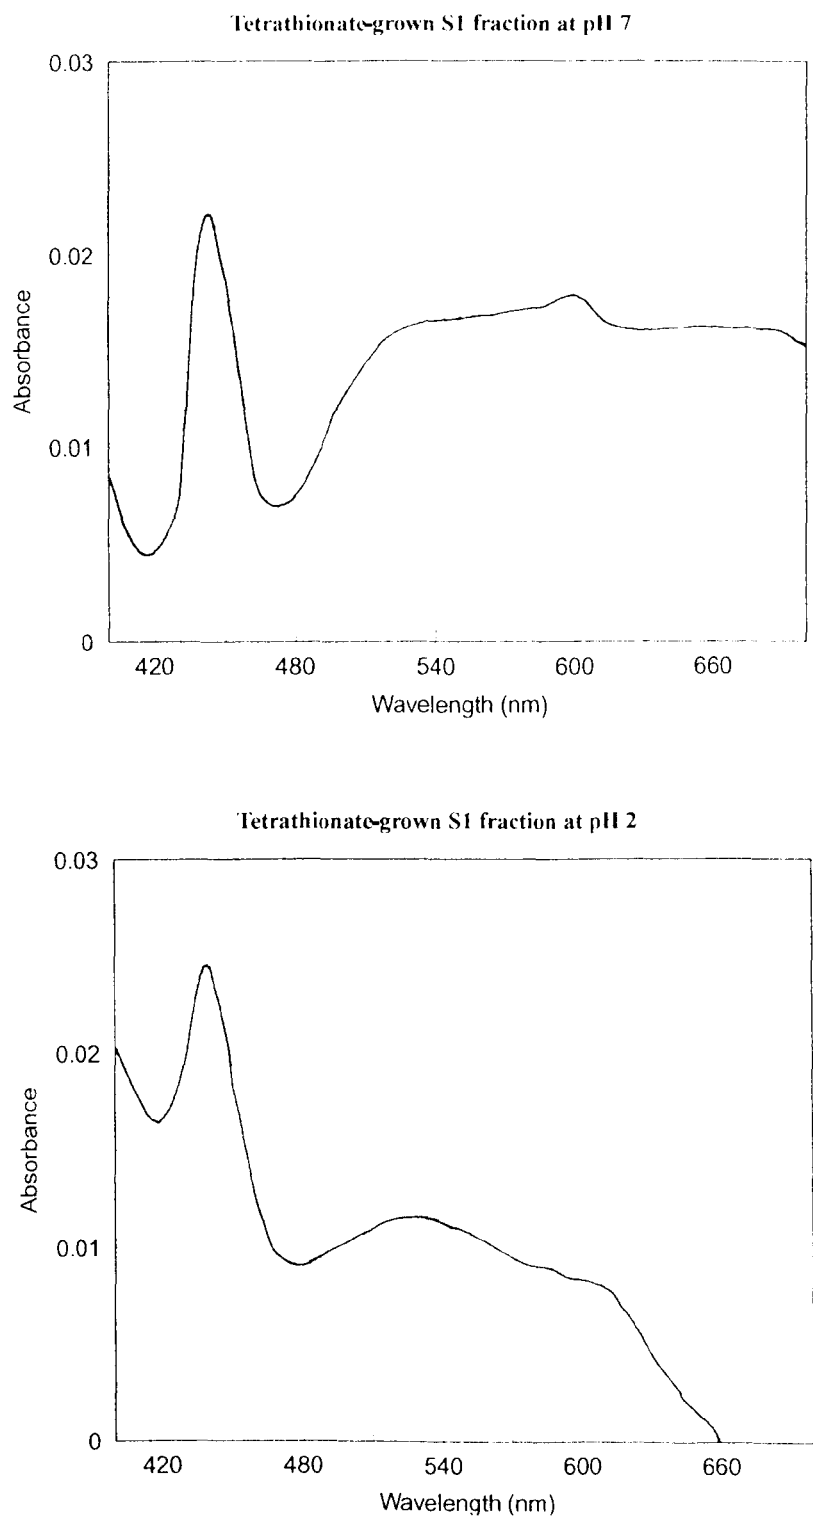 Tetrathionate-grown S1 fraction at pH 7
0.03
0.02
0.01
0
Absorbance
420 480 540 600 660
Wavelength (nm)
Tetrathionate-grown S1 fraction at pH 2
0.03
0.02
0.01
0
Absorbance
420 480 540 600 660
Wavelength (nm)